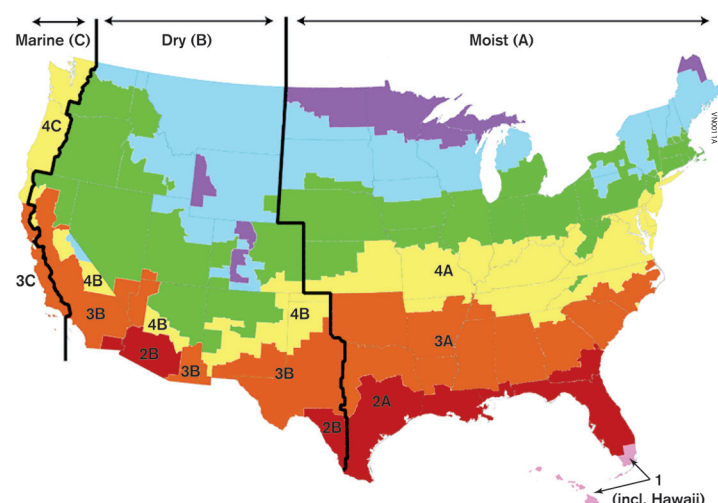 Marine (C)
Dry (B)
Moist (A)
VN0011A
4C
3C
4B
4A
3B
4B
4B
3A
2B
3B
3B
2A
2B
1
(incl. Hawaii)